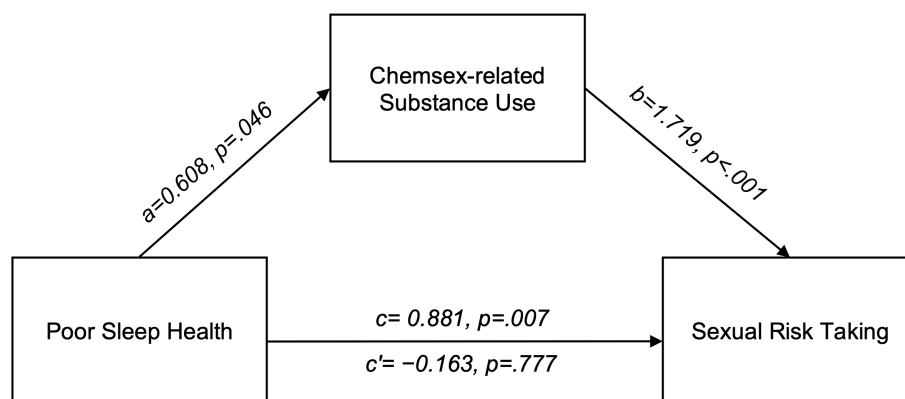 Chemsex-related
Substance Use
a=0.608, p=.046
b=1.719, p<.001
Poor Sleep Health
c= 0.881, p=.007
c'= −0.163, p=.777
Sexual Risk Taking